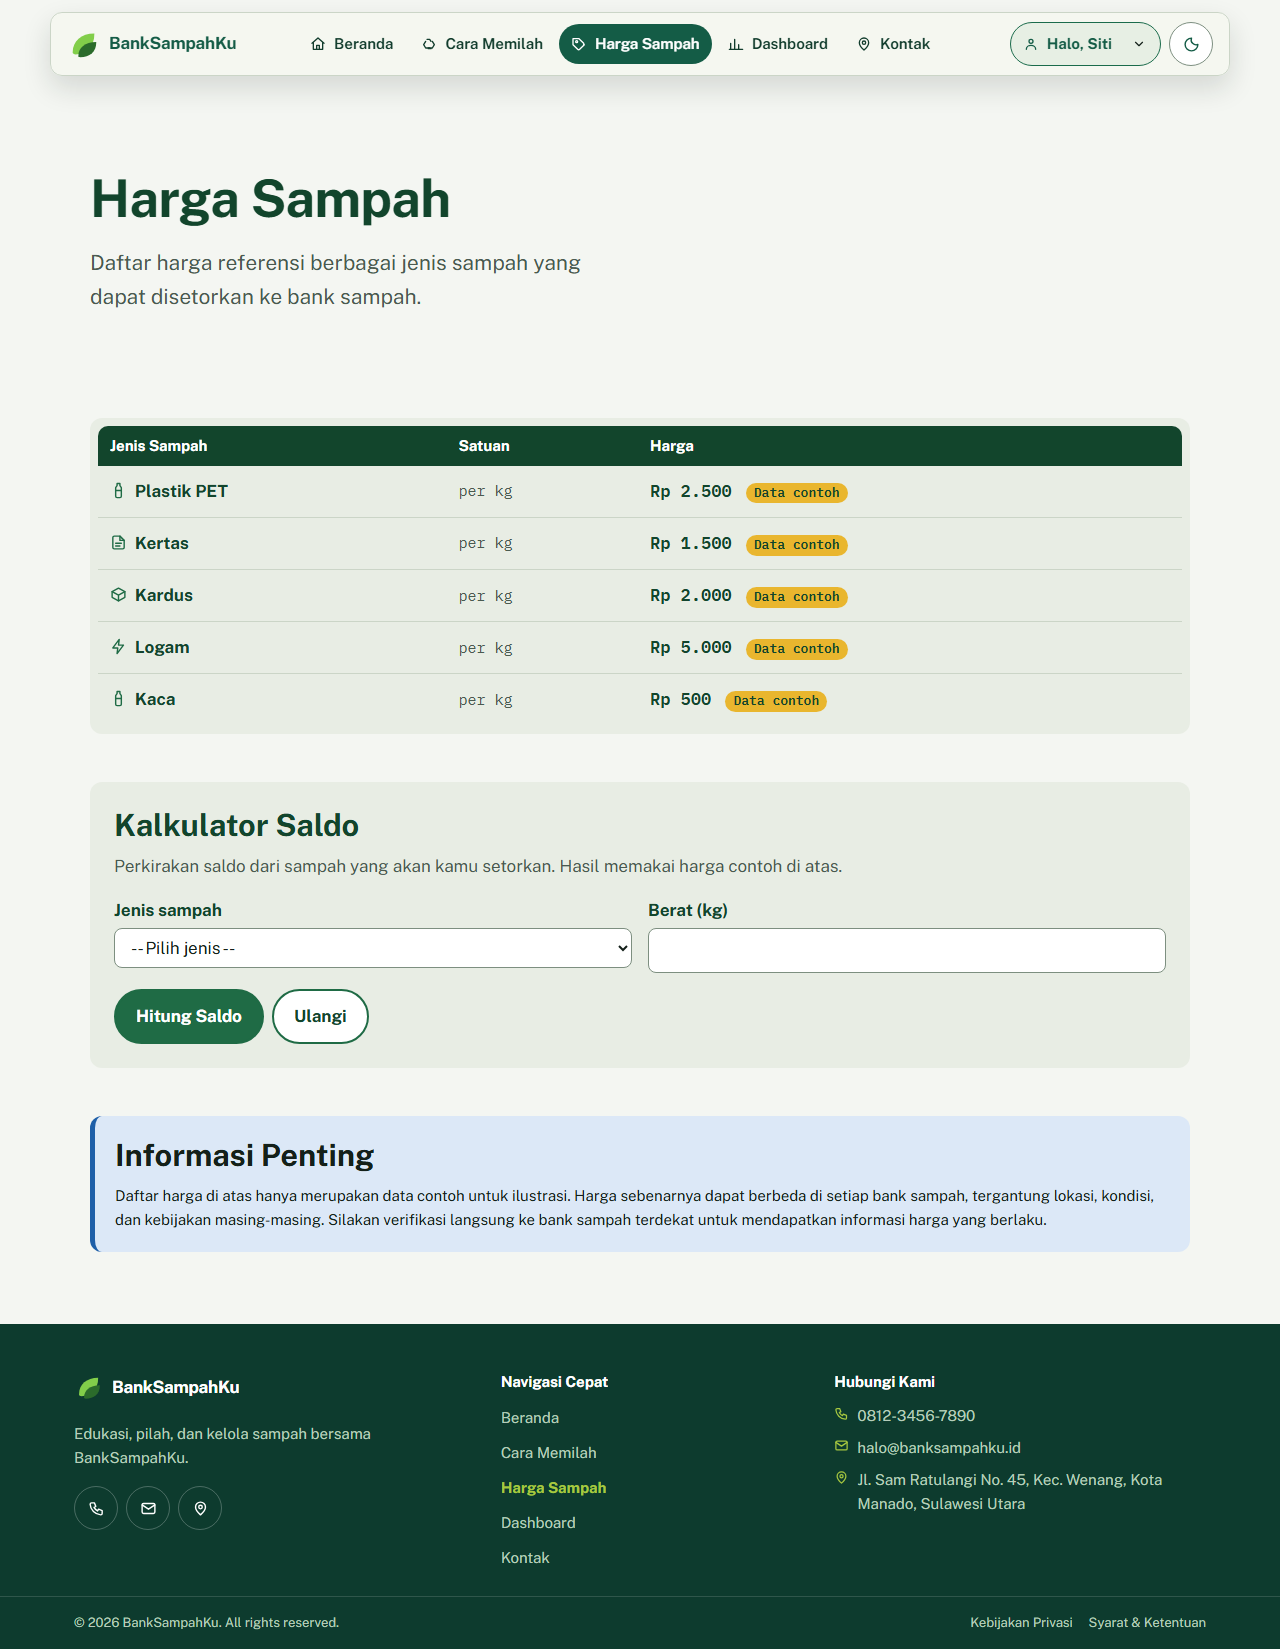 BankSampahKu
Beranda
Cara Memilah
Harga Sampah
Dashboard
Kontak
Halo, Siti
Harga Sampah
Daftar harga referensi berbagai jenis sampah yang
dapat disetorkan ke bank sampah.
Jenis Sampah Satuan Harga
Plastik PET per kg Rp 2.500 Data contoh
Kertas per kg Rp 1.500 Data contoh
Kardus per kg Rp 2.000 Data contoh
Logam per kg Rp 5.000 Data contoh
Kaca per kg Rp 500 Data contoh
Kalkulator Saldo
Perkirakan saldo dari sampah yang akan kamu setorkan. Hasil memakai harga contoh di atas.
Jenis sampah
-- Pilih jenis --
Berat (kg)
Hitung Saldo
Ulangi
Informasi Penting
Daftar harga di atas hanya merupakan data contoh untuk ilustrasi. Harga sebenarnya dapat berbeda di setiap bank sampah, tergantung lokasi, kondisi,
dan kebijakan masing-masing. Silakan verifikasi langsung ke bank sampah terdekat untuk mendapatkan informasi harga yang berlaku.
BankSampahKu
Edukasi, pilah, dan kelola sampah bersama
BankSampahKu.
Navigasi Cepat
Beranda
Cara Memilah
Harga Sampah
Dashboard
Kontak
Hubungi Kami
0812-3456-7890
halo@banksampahku.id
Jl. Sam Ratulangi No. 45, Kec. Wenang, Kota
Manado, Sulawesi Utara
© 2026 BankSampahKu. All rights reserved.
Kebijakan Privasi
Syarat & Ketentuan